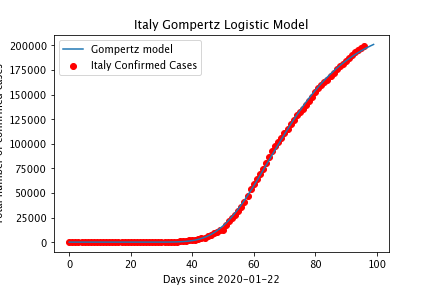 Italy Gompertz Logistic Model
Gompertz model
Italy Confirmed Cases
200000
175000
150000
125000
100000
75000
50000
25000
0
0 20 40 60 80 100
Days since 2020-01-22